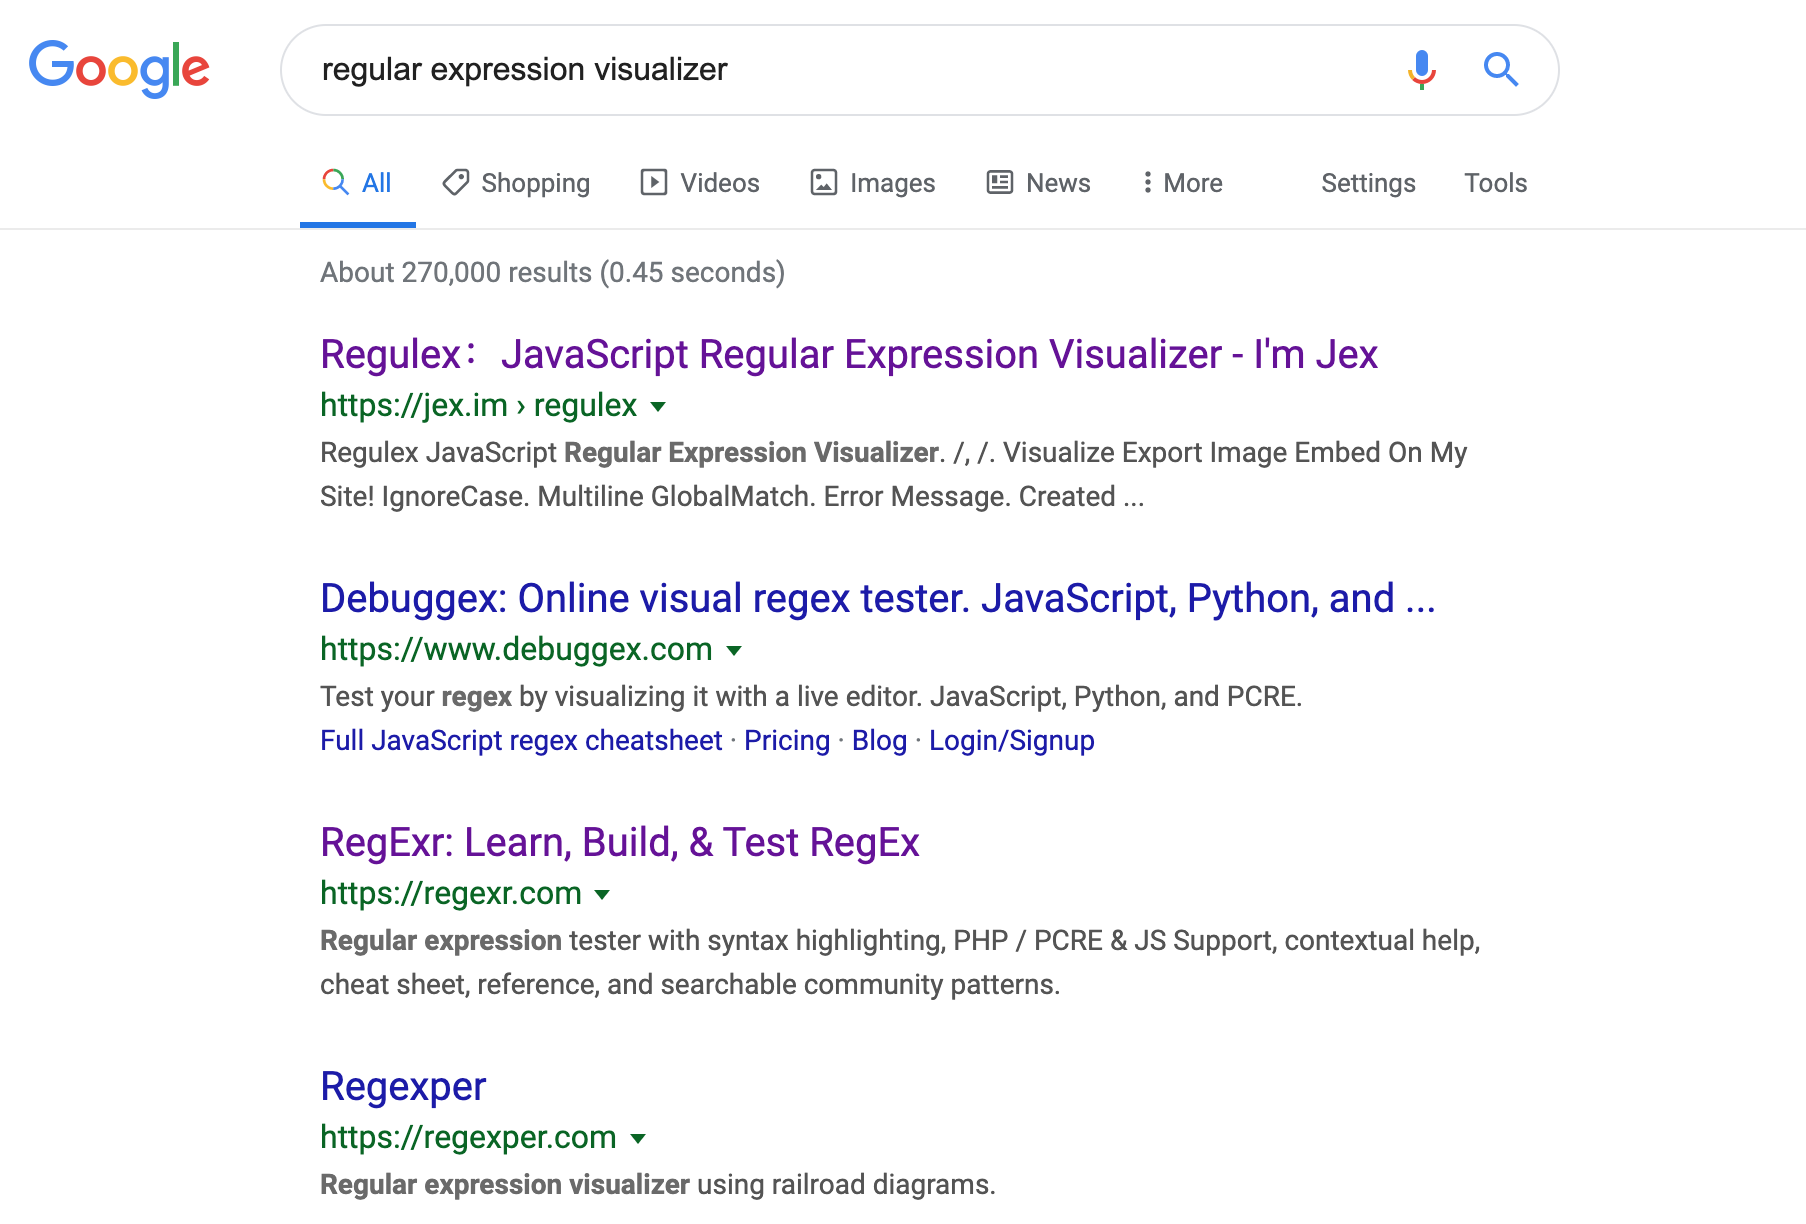 Google
regular expression visualizer
All Shopping Videos Images News More Settings Tools
About 270,000 results (0.45 seconds)
Regulex：JavaScript Regular Expression Visualizer - I'm Jex
https://jex.im › regulex
Regulex JavaScript Regular Expression Visualizer. /, /. Visualize Export Image Embed On My
Site! IgnoreCase. Multiline GlobalMatch. Error Message. Created ...
Debuggex: Online visual regex tester. JavaScript, Python, and ...
https://www.debuggex.com
Test your regex by visualizing it with a live editor. JavaScript, Python, and PCRE.
Full JavaScript regex cheatsheet · Pricing · Blog · Login/Signup
RegExr: Learn, Build, & Test RegEx
https://regexr.com
Regular expression tester with syntax highlighting, PHP / PCRE & JS Support, contextual help,
cheat sheet, reference, and searchable community patterns.
Regexper
https://regexper.com
Regular expression visualizer using railroad diagrams.